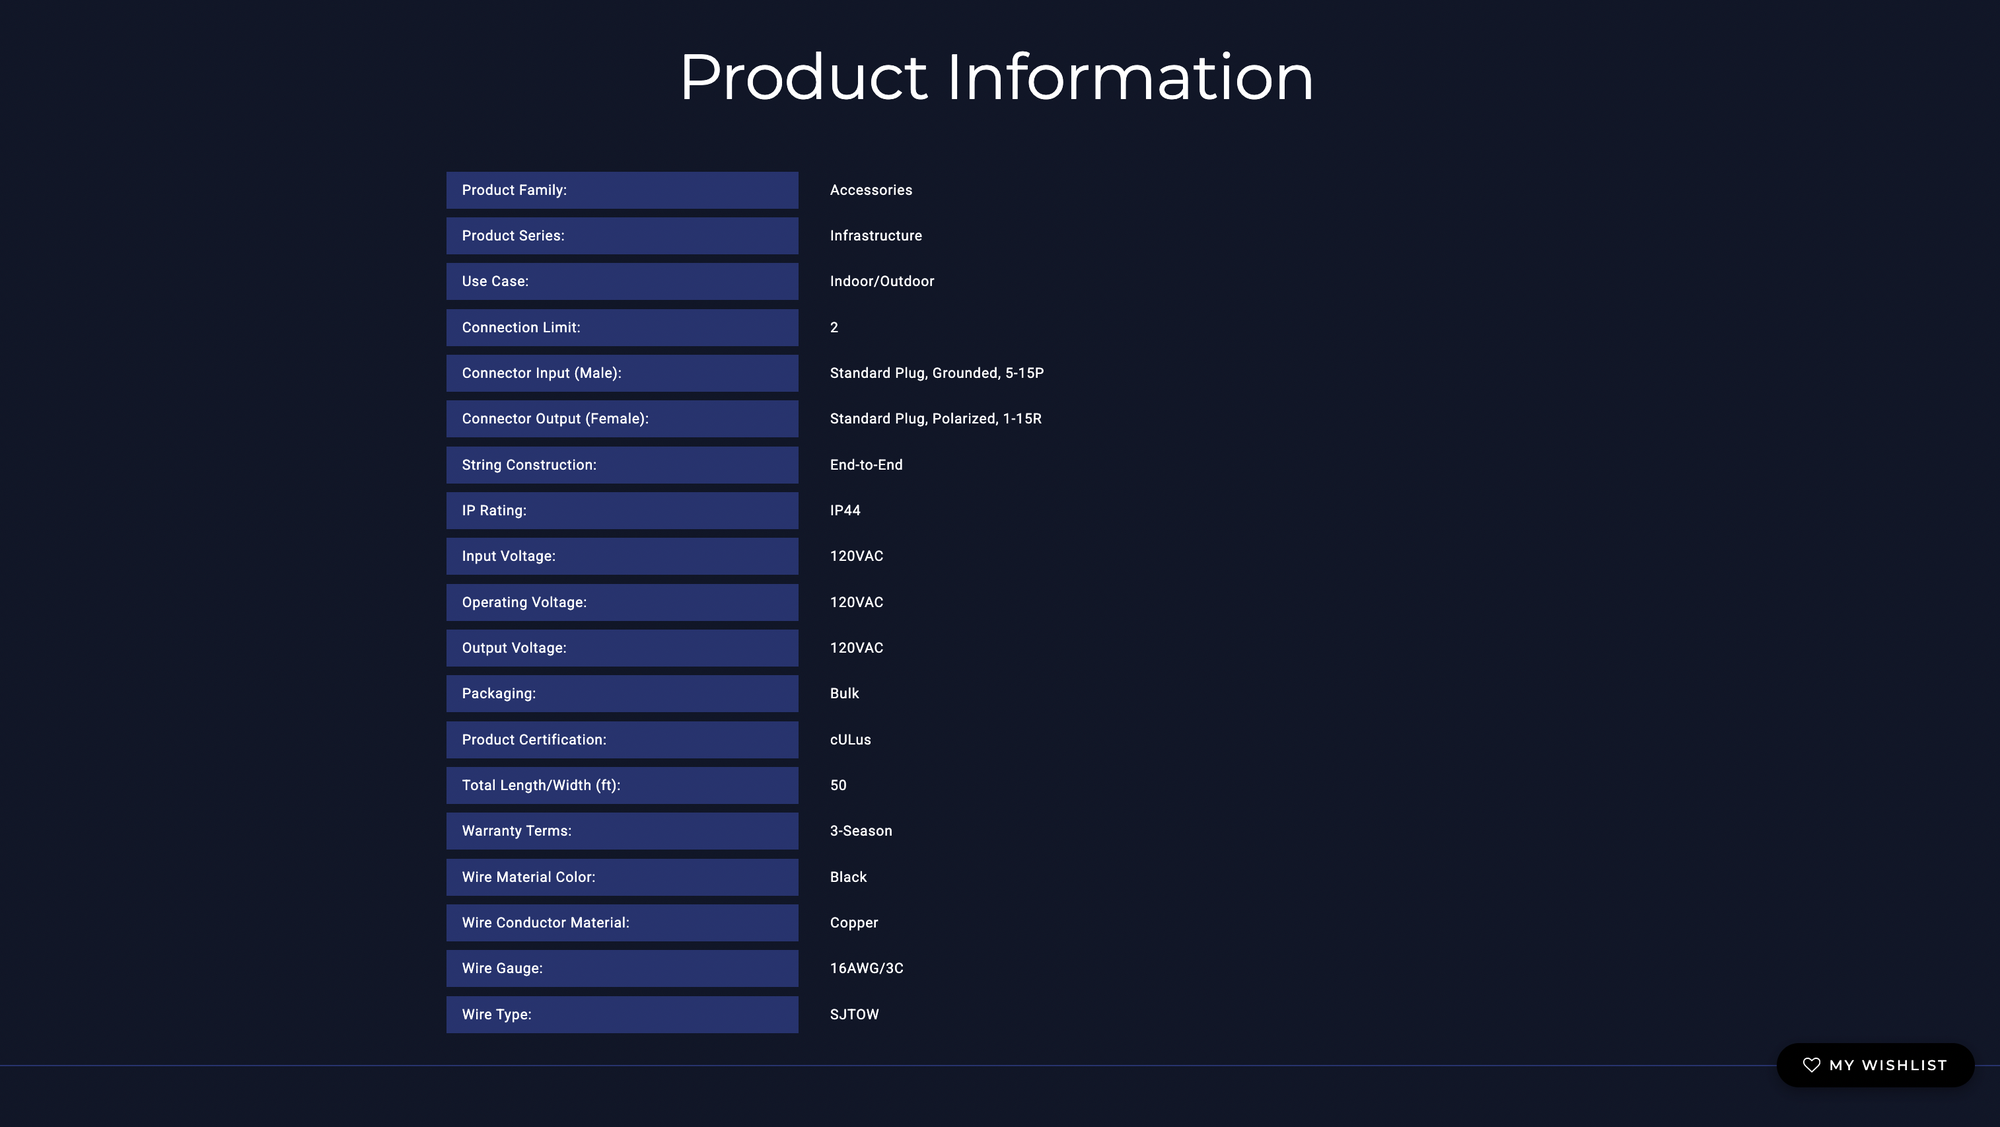 Product Information
Product Family: Accessories
Product Series: Infrastructure
Use Case: Indoor/Outdoor
Connection Limit: 2
Connector Input (Male): Standard Plug, Grounded, 5-15P
Connector Output (Female): Standard Plug, Polarized, 1-15R
String Construction: End-to-End
IP Rating: IP44
Input Voltage: 120VAC
Operating Voltage: 120VAC
Output Voltage: 120VAC
Packaging: Bulk
Product Certification: cULus
Total Length/Width (ft): 50
Warranty Terms: 3-Season
Wire Material Color: Black
Wire Conductor Material: Copper
Wire Gauge: 16AWG/3C
Wire Type: SJTOW
MY WISHLIST